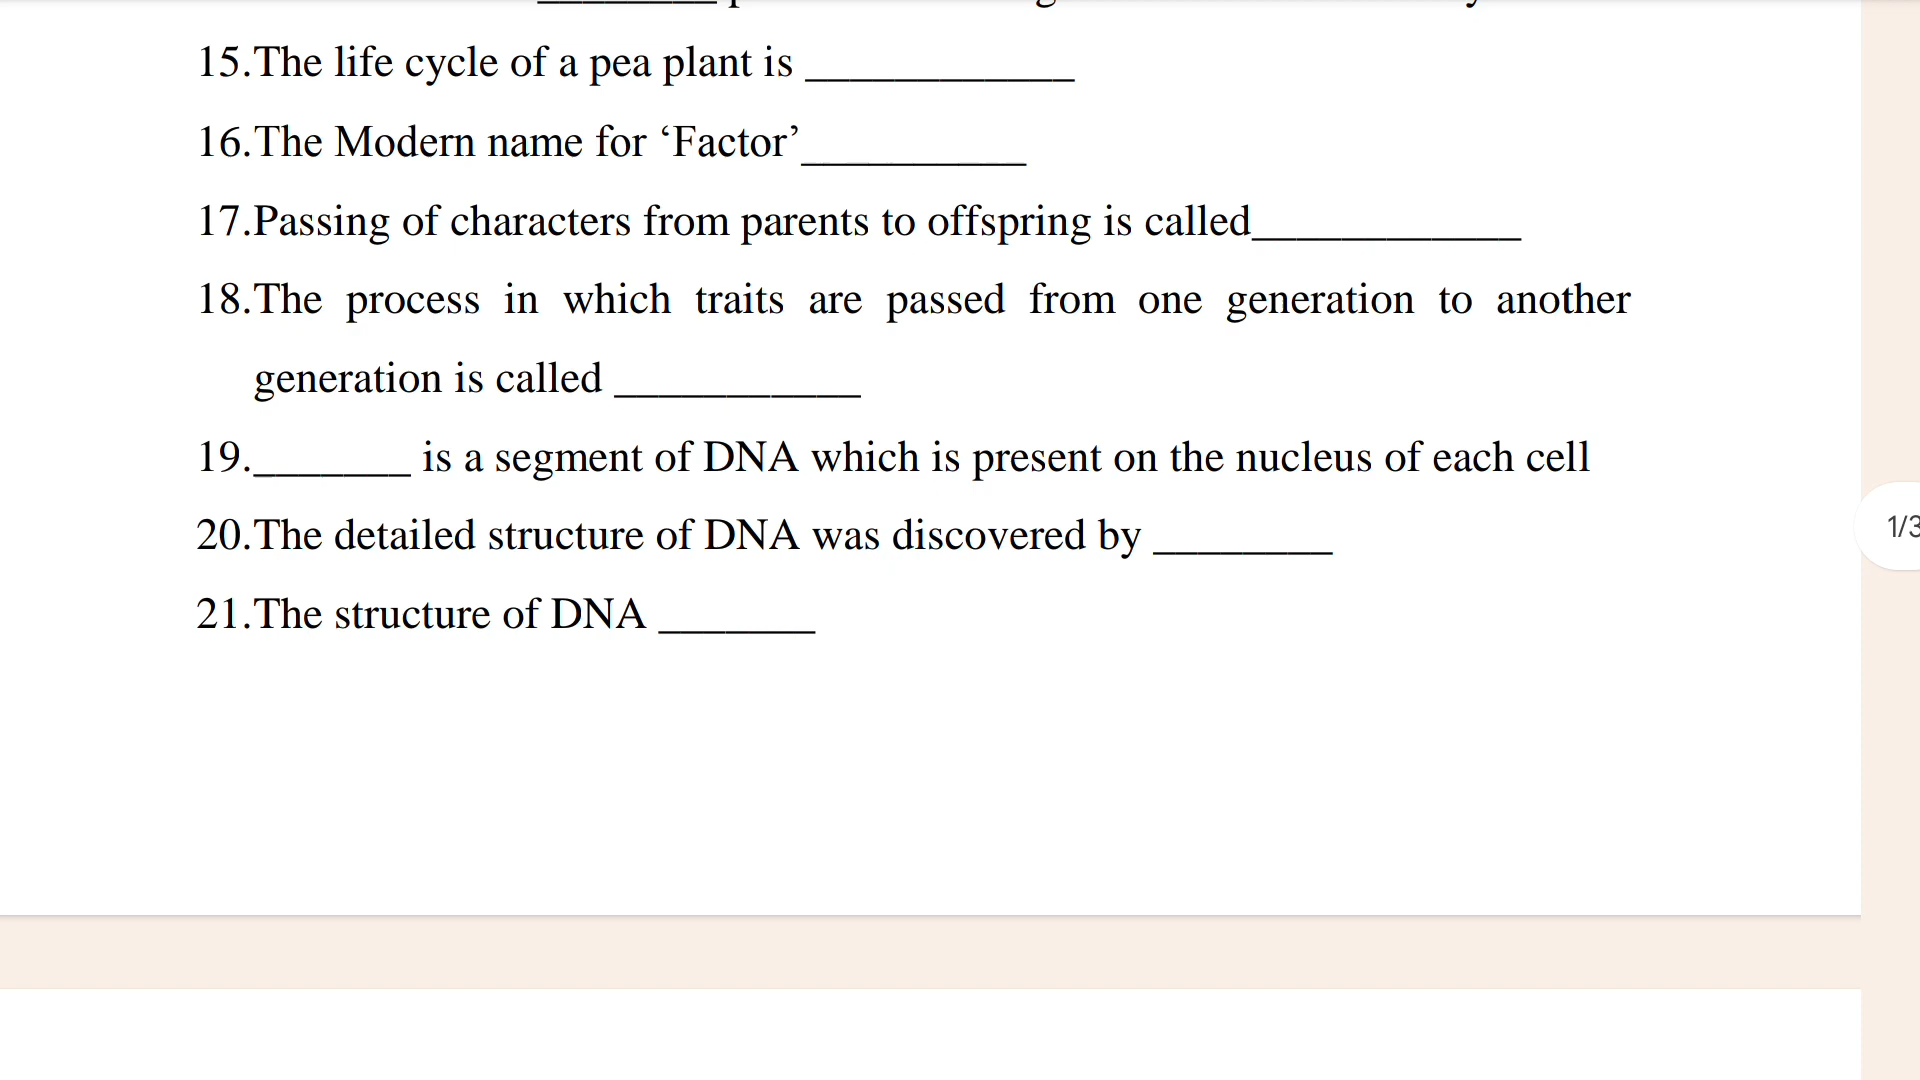 15.The life cycle of a pea plant is ____________
16.The Modern name for ‘Factor’__________
17.Passing of characters from parents to offspring is called____________
18.The process in which traits are passed from one generation to another
generation is called ___________
19._______ is a segment of DNA which is present on the nucleus of each cell
20.The detailed structure of DNA was discovered by ________
21.The structure of DNA _______
1/3